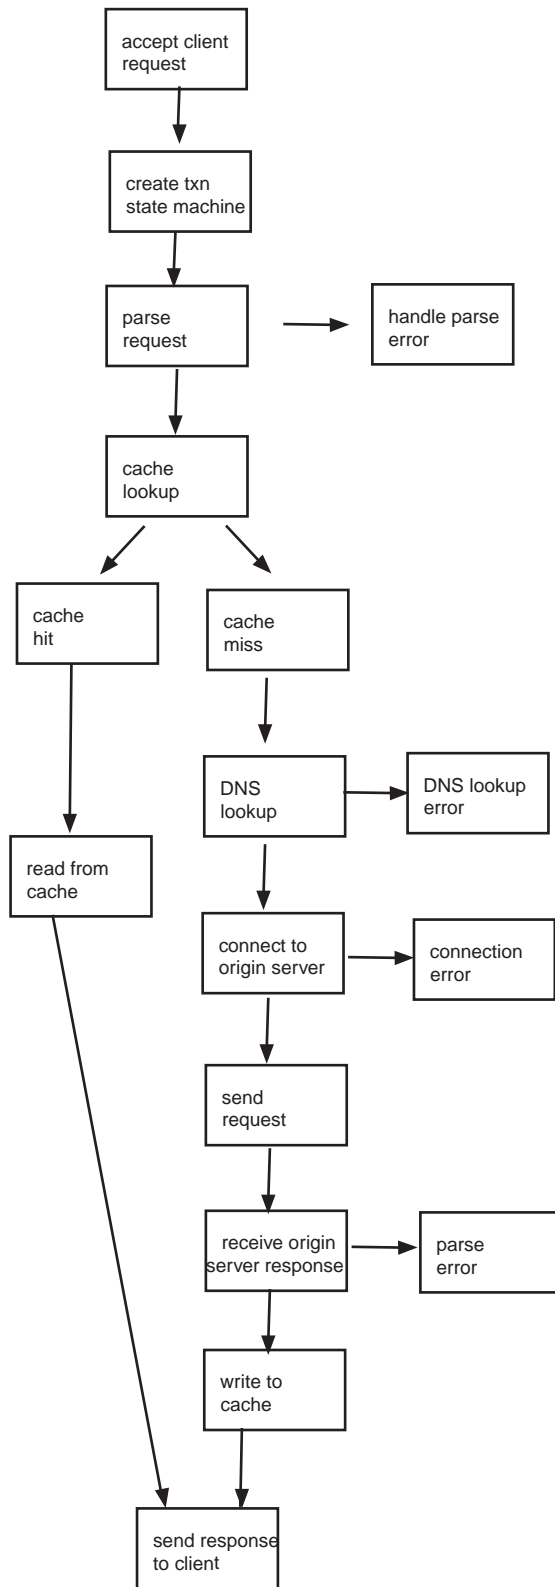 accept client
request
create txn
state machine
parse
request
handle parse
error
cache
lookup
cache
hit
cache
miss
DNS
lookup
DNS lookup
error
read from
cache
connect to
origin server
connection
error
send
request
receive origin
server response
parse
error
write to
cache
send response
to client